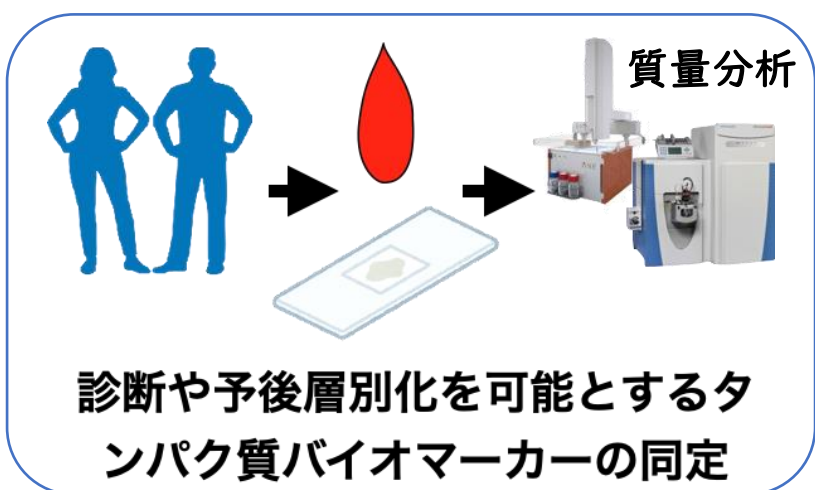 質量分析
診断や予後層別化を可能とするタ
ンパク質バイオマーカーの同定